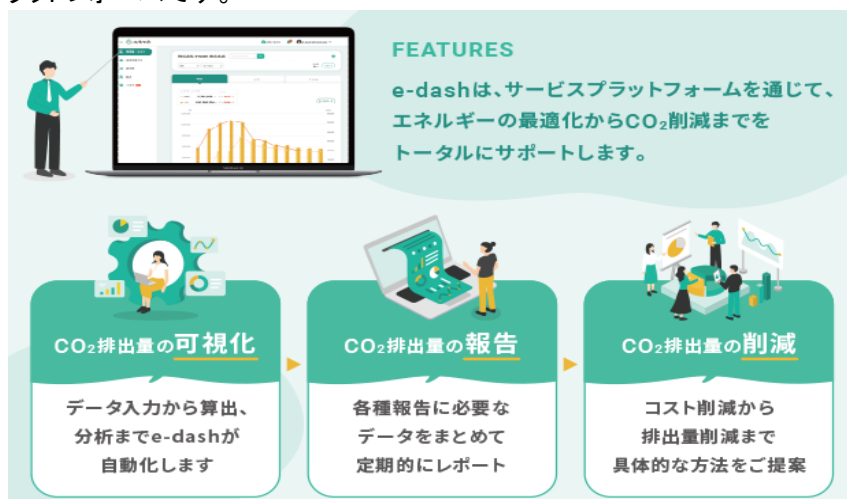 FEATURES
e-dashは、サービスプラットフォームを通じて、
エネルギーの最適化からCO₂削減までを
トータルにサポートします。
CO₂排出量の可視化
データ入力から算出、
分析までe-dashが
自動化します
CO₂排出量の報告
各種報告に必要な
データをまとめて
定期的にレポート
CO₂排出量の削減
コスト削減から
排出量削減まで
具体的な方法をご提案